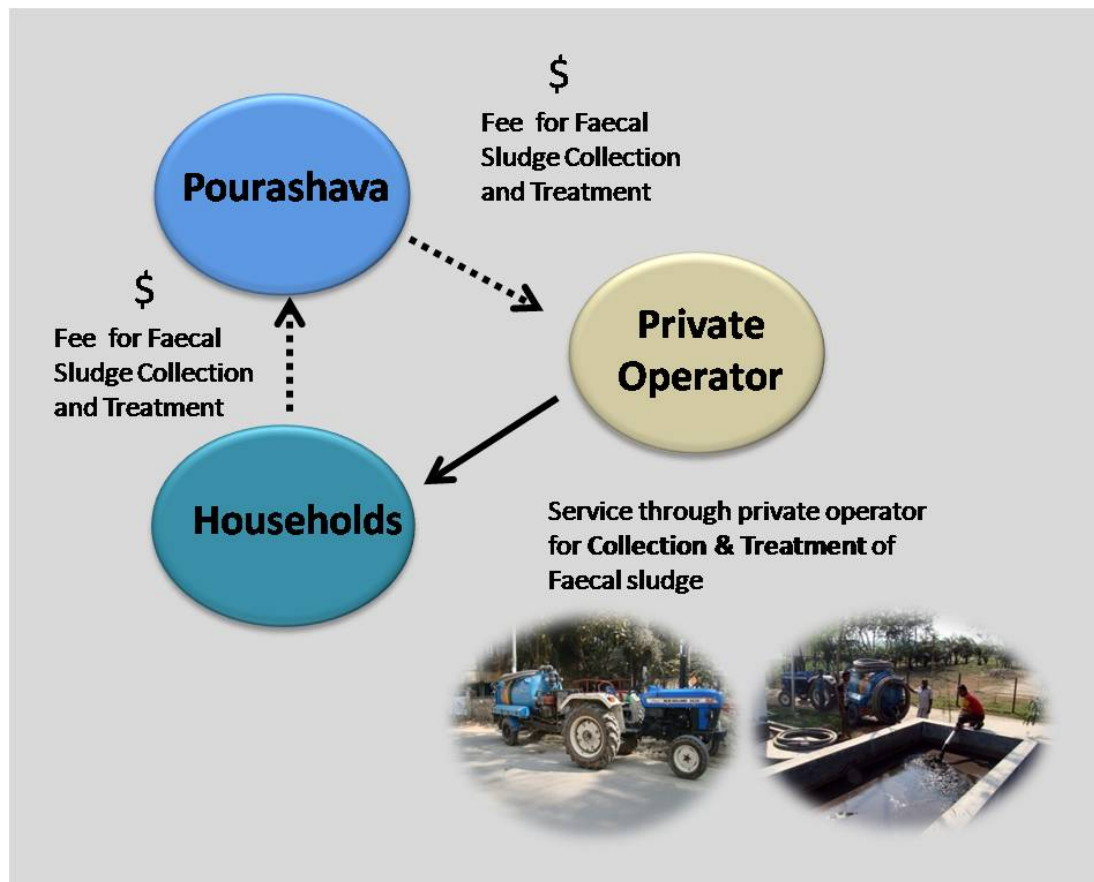 $
Fee for Faecal
Sludge Collection
and Treatment
Pourashava
$
Fee for Faecal
Sludge Collection
and Treatment
Private
Operator
Households
Service through private operator
for Collection & Treatment of
Faecal sludge